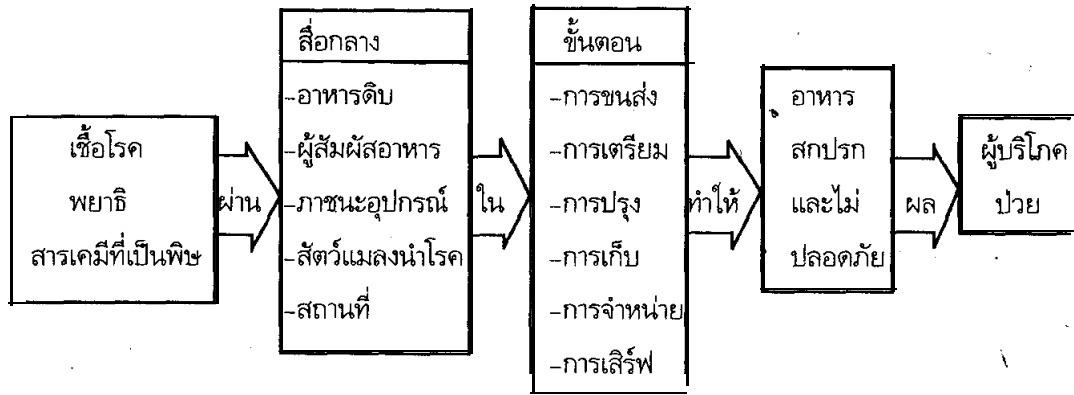 เชื้อโรค
พยาธิ
สารเคมีที่เป็นพิษ
ผ่าน
สื่อกลาง
-อาหารดิบ
-ผู้สัมผัสอาหาร
-ภาชนะอุปกรณ์
-สัตว์แมลงนำโรค
-สถานที่
ใน
ขั้นตอน
-การขนส่ง
-การเตรียม
-การปรุง
-การเก็บ
-การจำหน่าย
-การเสิร์ฟ
ทำให้
อาหาร
สกปรก
และไม่
ปลอดภัย
ผล
ผู้บริโภค
ป่วย